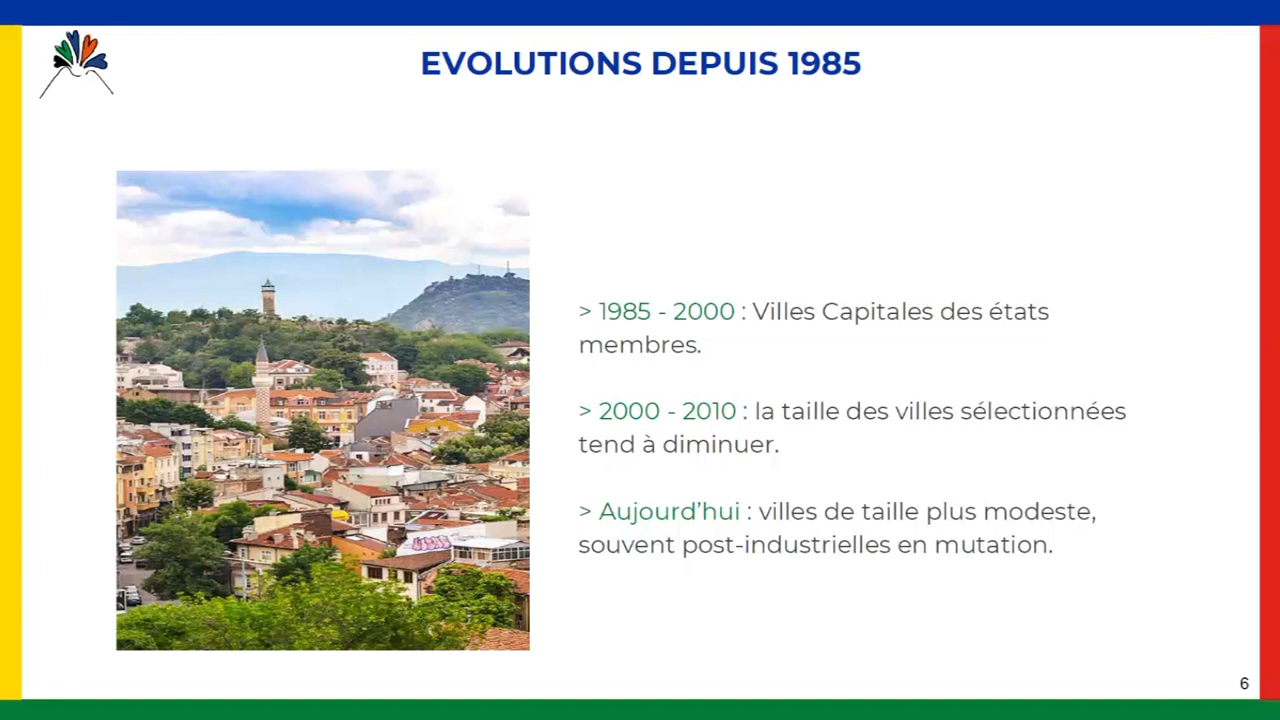 EVOLUTIONS DEPUIS 1985
> 1985 - 2000 : Villes Capitales des états
membres.
> 2000 - 2010 : la taille des villes sélectionnées
tend à diminuer.
> Aujourd’hui : villes de taille plus modeste,
souvent post-industrielles en mutation.
6